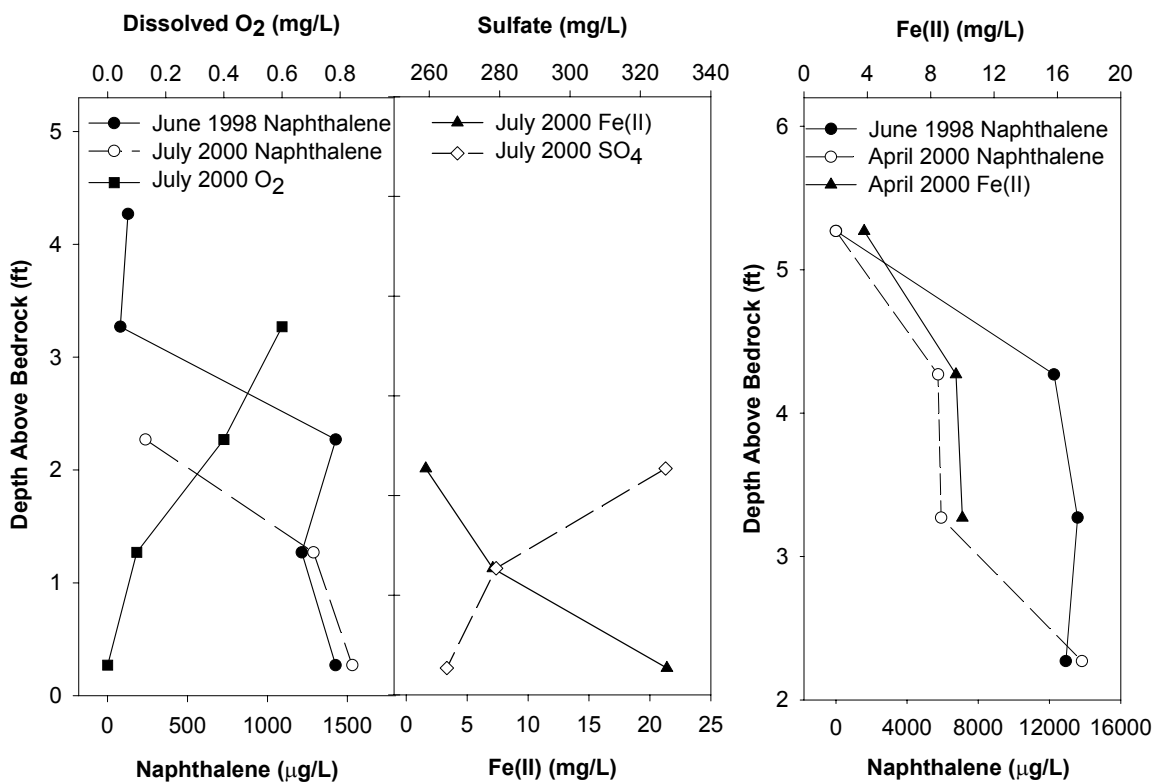 Dissolved O2 (mg/L)
0.0 0.2 0.4 0.6 0.8
Depth Above Bedrock (ft)
5
4
3
2
1
0
June 1998 Naphthalene
July 2000 Naphthalene
July 2000 O2
0 500 1000 1500
Naphthalene (μg/L)
Sulfate (mg/L)
260 280 300 320 340
July 2000 Fe(II)
July 2000 SO4
0 5 10 15 20 25
Fe(II) (mg/L)
Fe(II) (mg/L)
0 4 8 12 16 20
Depth Above Bedrock (ft)
6
5
4
3
2
June 1998 Naphthalene
April 2000 Naphthalene
April 2000 Fe(II)
0 4000 8000 12000 16000
Naphthalene (μg/L)